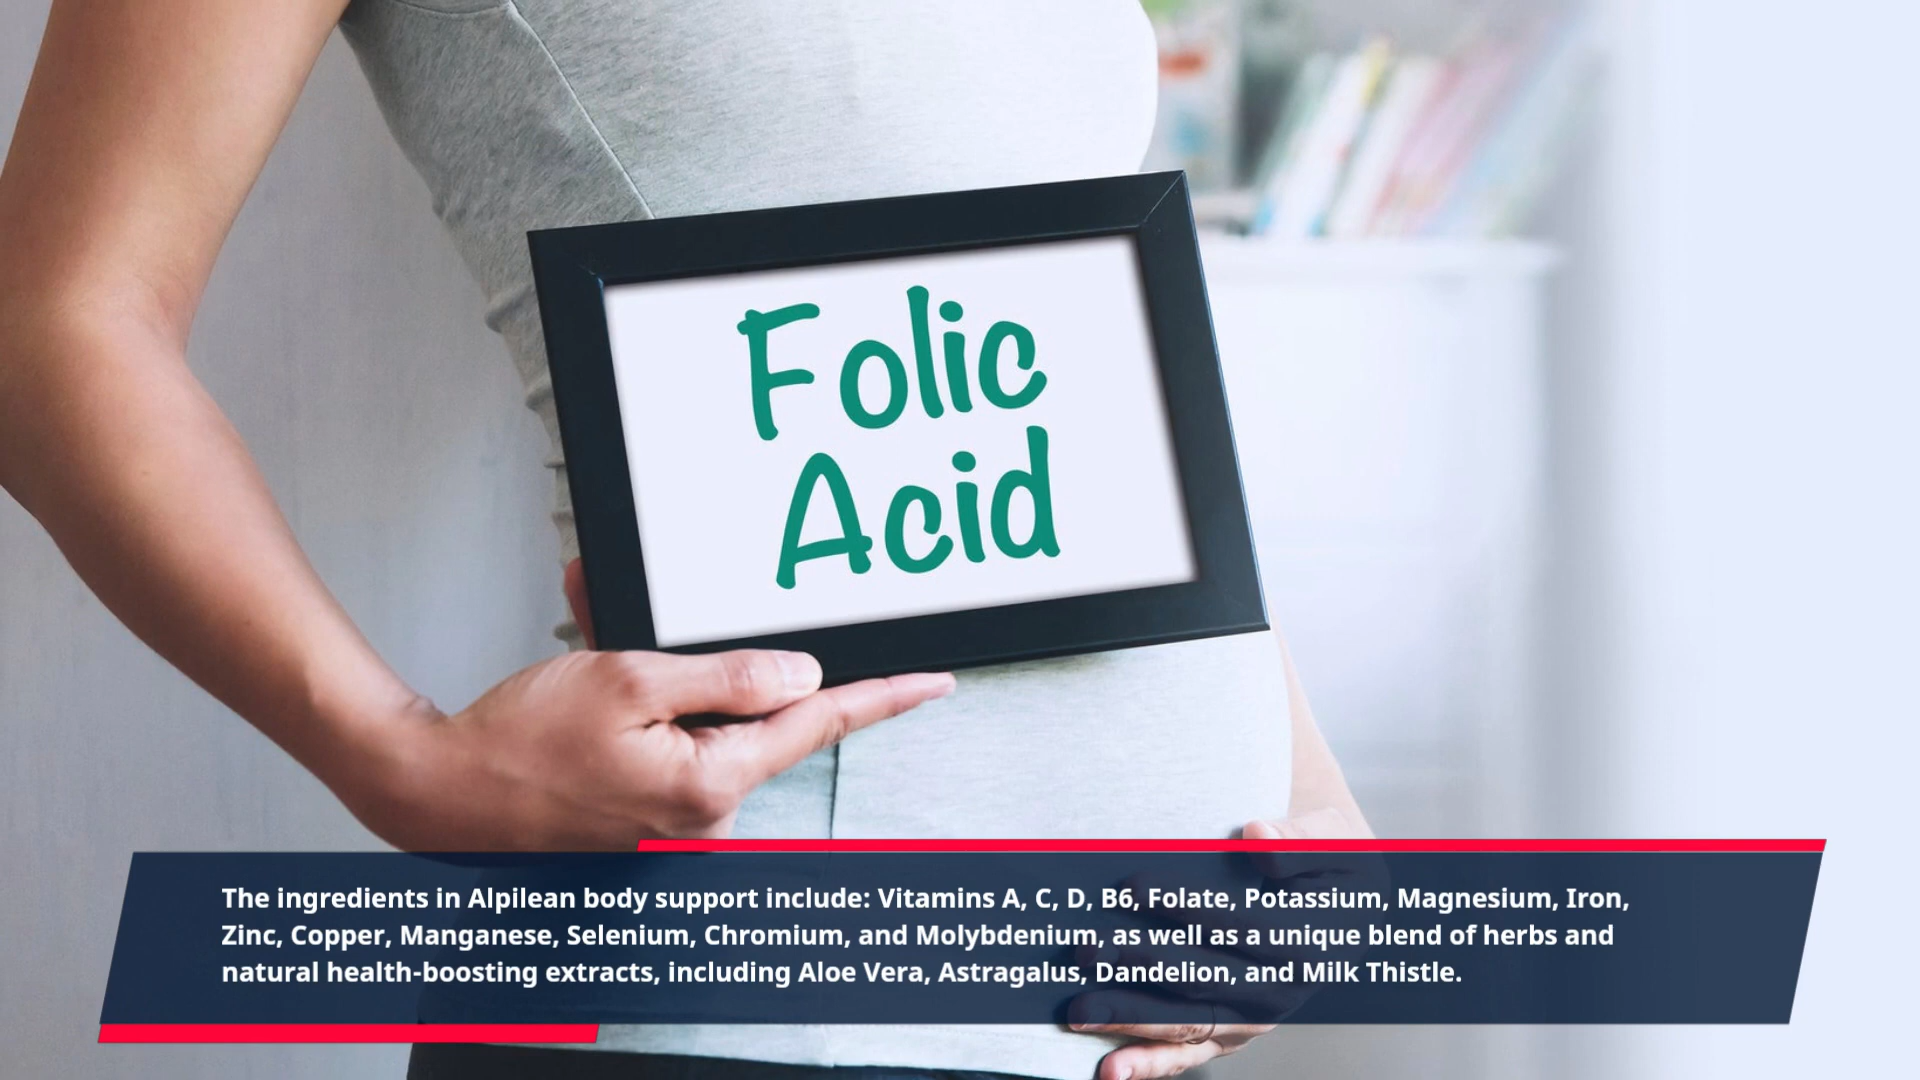 Folic
Acid
The ingredients in Alpilean body support include: Vitamins A, C, D, B6, Folate, Potassium, Magnesium, Iron,
Zinc, Copper, Manganese, Selenium, Chromium, and Molybdenium, as well as a unique blend of herbs and
natural health-boosting extracts, including Aloe Vera, Astragalus, Dandelion, and Milk Thistle.